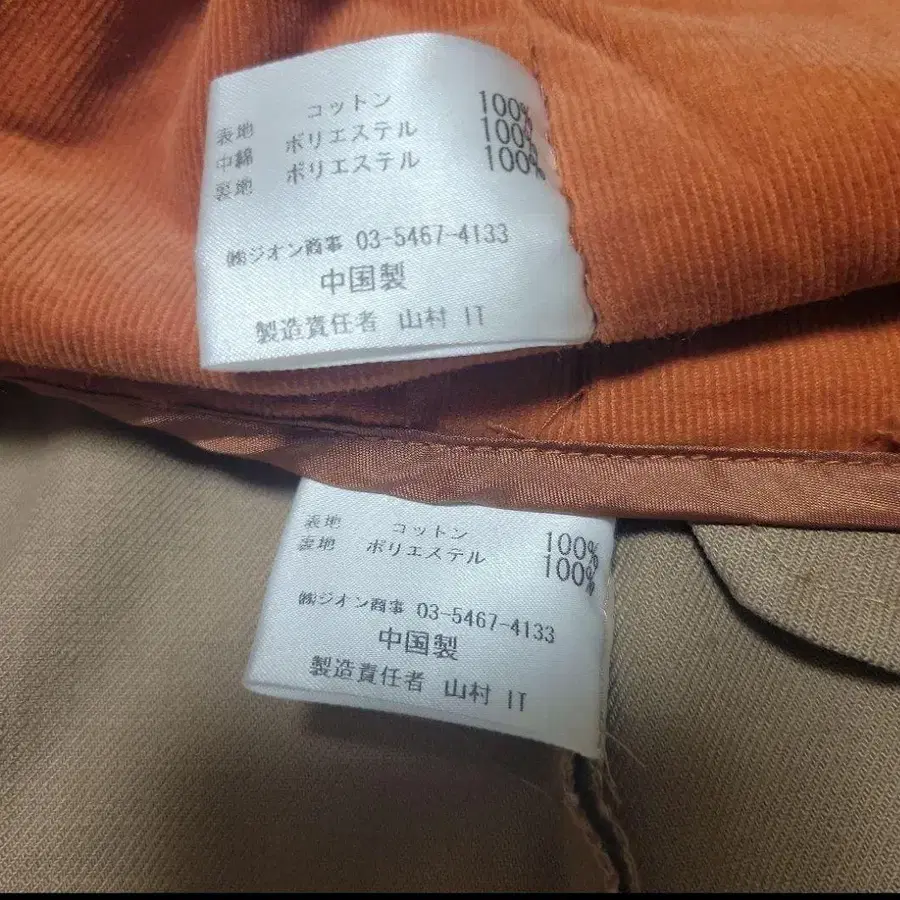 表地 コットン 100%
中綿 ポリエステル 100%
裏地 ポリエステル 100%
㈱ジオン商事 03-5467-4133
中国製
製造責任者 山村 IT
表地 コットン 100%
裏地 ポリエステル 100%
㈱ジオン商事 03-5467-4133
中国製
製造責任者 山村 IT